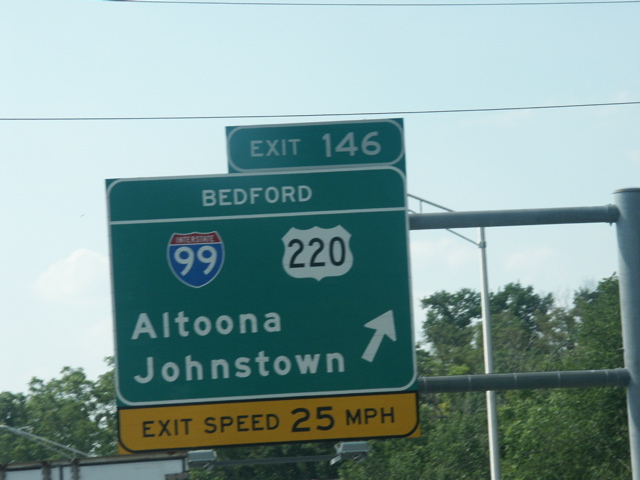 EXIT 146
BEDFORD
INTERSTATE
99 220
Altoona
Johnstown
EXIT SPEED 25 MPH